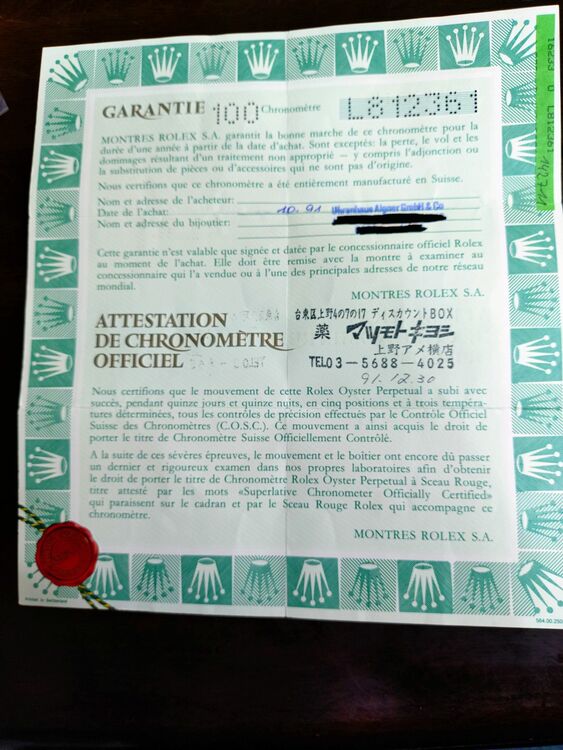 GARANTIE 100 Chronomètre L812361
MONTRES ROLEX S.A. garantit la bonne marche de ce chronomètre pour la
durée d'une année à partir de la date d'achat. Sont exceptés: la perte, le vol et les
dommages résultant d'un traitement non approprié – y compris l'adjonction ou
la substitution de pièces ou d'accessoires qui ne sont pas d'origine.
Nous certifions que ce chronomètre a été entièrement manufacturé en Suisse.
Nom et adresse de l'acheteur:
Date de l'achat: 10. 91 Uhrenhaus Aigner GmbH & Co
Nom et adresse du bijoutier:
Cette garantie n'est valable que signée et datée par le concessionnaire officiel Rolex
au moment de l'achat. Elle doit être remise avec la montre à examiner au
concessionnaire qui l'a vendue ou à l'une des principales adresses de notre réseau
mondial.
MONTRES ROLEX S.A.
ATTESTATION
DE CHRONOMÈTRE
OFFICIEL
台東区上野4の7の17 ディスカウントBOX
薬 マツモトキヨシ
上野アメ横店
TEL03-5688-4025
91.12.30
Nous certifions que le mouvement de cette Rolex Oyster Perpetual a subi avec
succès, pendant quinze jours et quinze nuits, en cinq positions et à trois tempéra-
tures déterminées, tous les contrôles de précision effectués par le Contrôle Officiel
Suisse des Chronomètres (C.O.S.C.). Ce mouvement a ainsi acquis le droit de
porter le titre de Chronomètre Suisse Officiellement Contrôlé.
A la suite de ces sévères épreuves, le mouvement et le boîtier ont encore dû passer
un dernier et rigoureux examen dans nos propres laboratoires afin d'obtenir
le droit de porter le titre de Chronomètre Rolex Oyster Perpetual à Sceau Rouge,
titre attesté par les mots «Superlative Chronometer Officially Certified»
qui paraissent sur le cadran et par le Sceau Rouge Rolex qui accompagne ce
chronomètre.
MONTRES ROLEX S.A.
Printed in Switzerland
16233 0 L812361